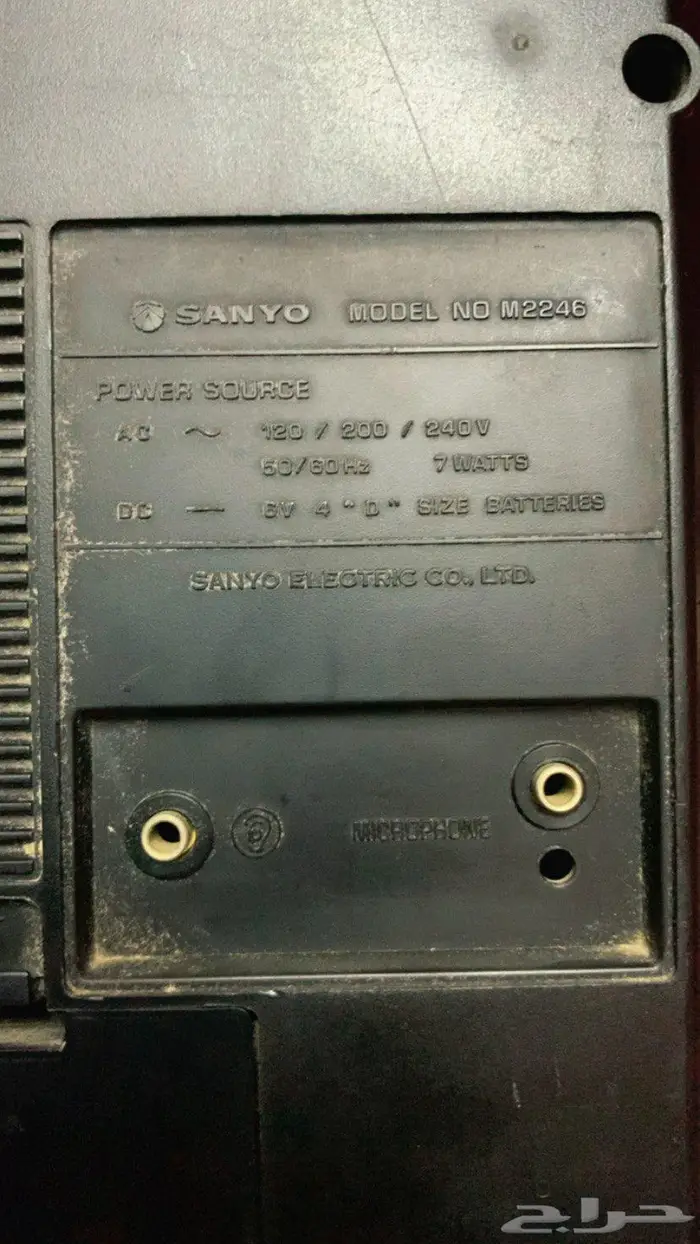 SANYO MODEL NO M2246
POWER SOURCE
AC ~ 120 / 200 / 240V
50/60Hz 7 WATTS
DC — 6V 4 "D" SIZE BATTERIES
SANYO ELECTRIC CO., LTD.
MICROPHONE
حراج